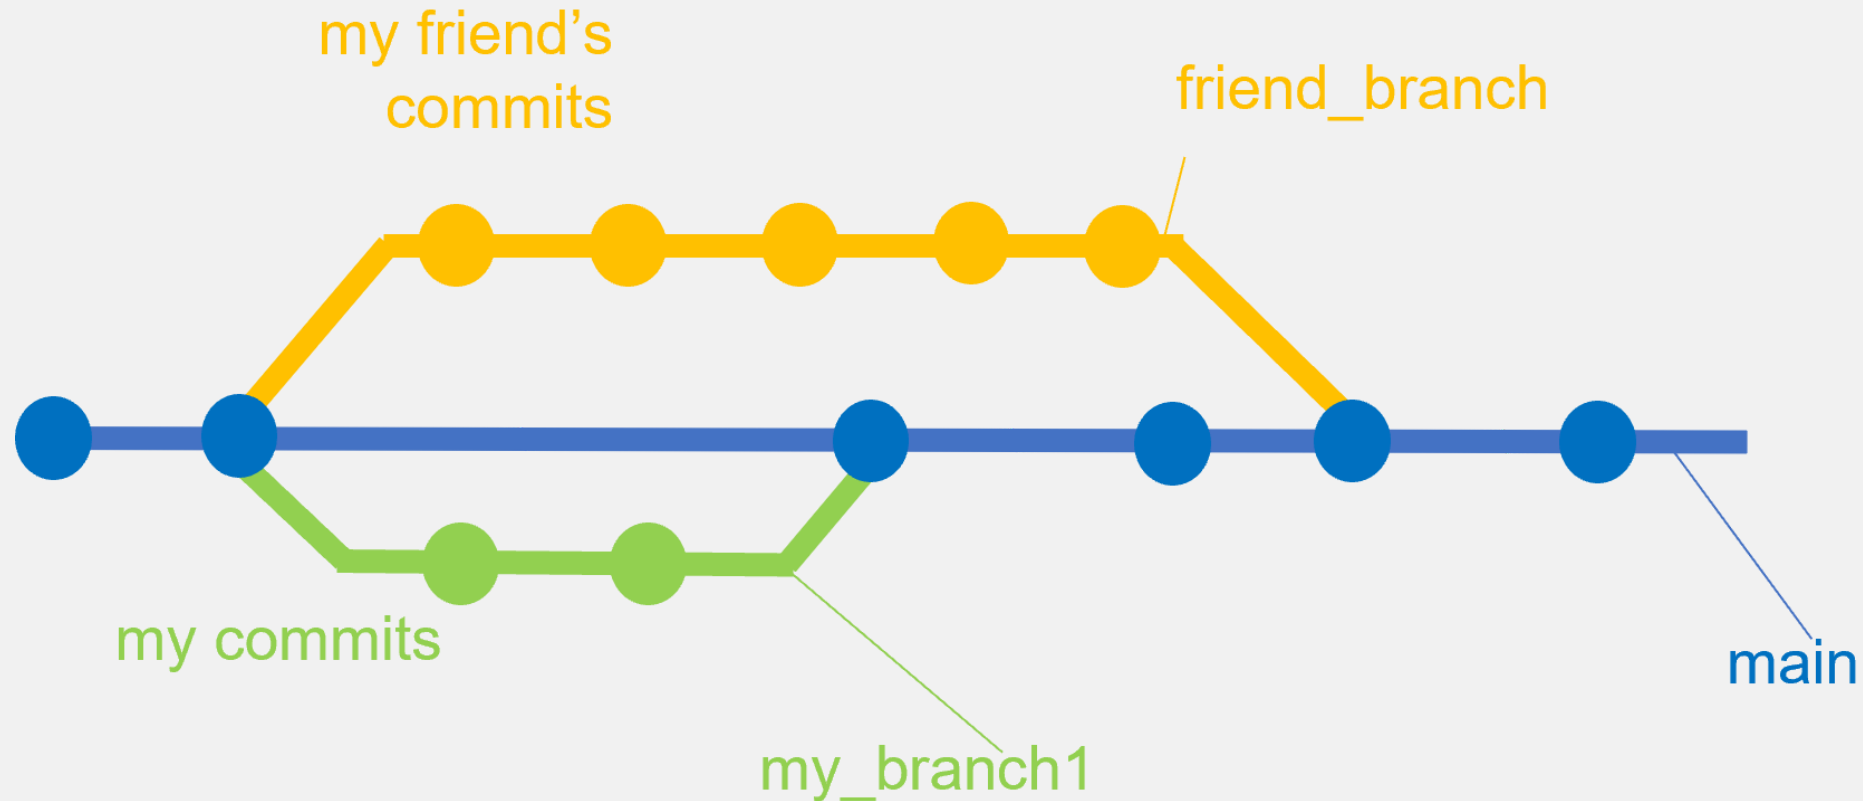 my friend’s
commits
friend_branch
my commits
main
my_branch1